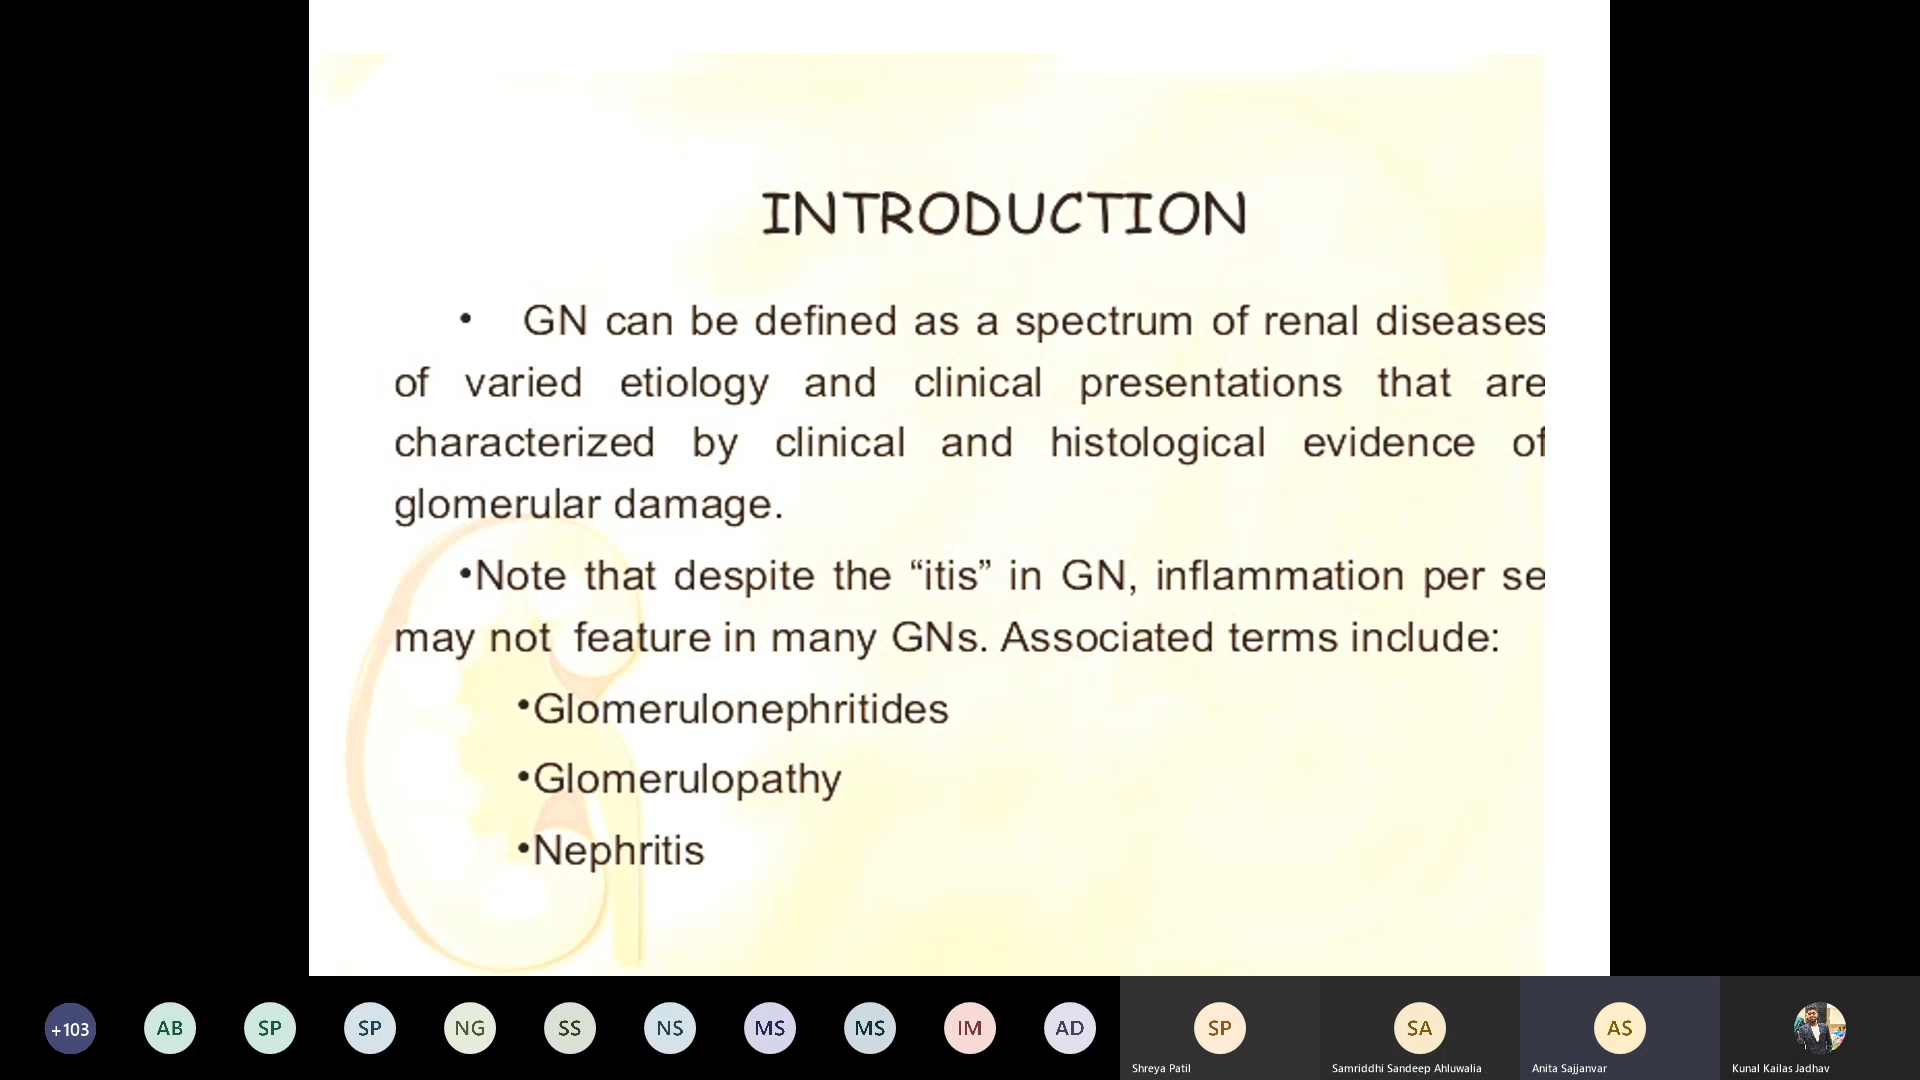 INTRODUCTION
• GN can be defined as a spectrum of renal diseases
of varied etiology and clinical presentations that are
characterized by clinical and histological evidence of
glomerular damage.
•Note that despite the “itis” in GN, inflammation per se
may not feature in many GNs. Associated terms include:
•Glomerulonephritides
•Glomerulopathy
•Nephritis
+103 AB SP SP NG SS NS MS MS IM AD SP SA AS
Shreya Patil Samriddhi Sandeep Ahluwalia Anita Sajjanvar Kunal Kailas Jadhav